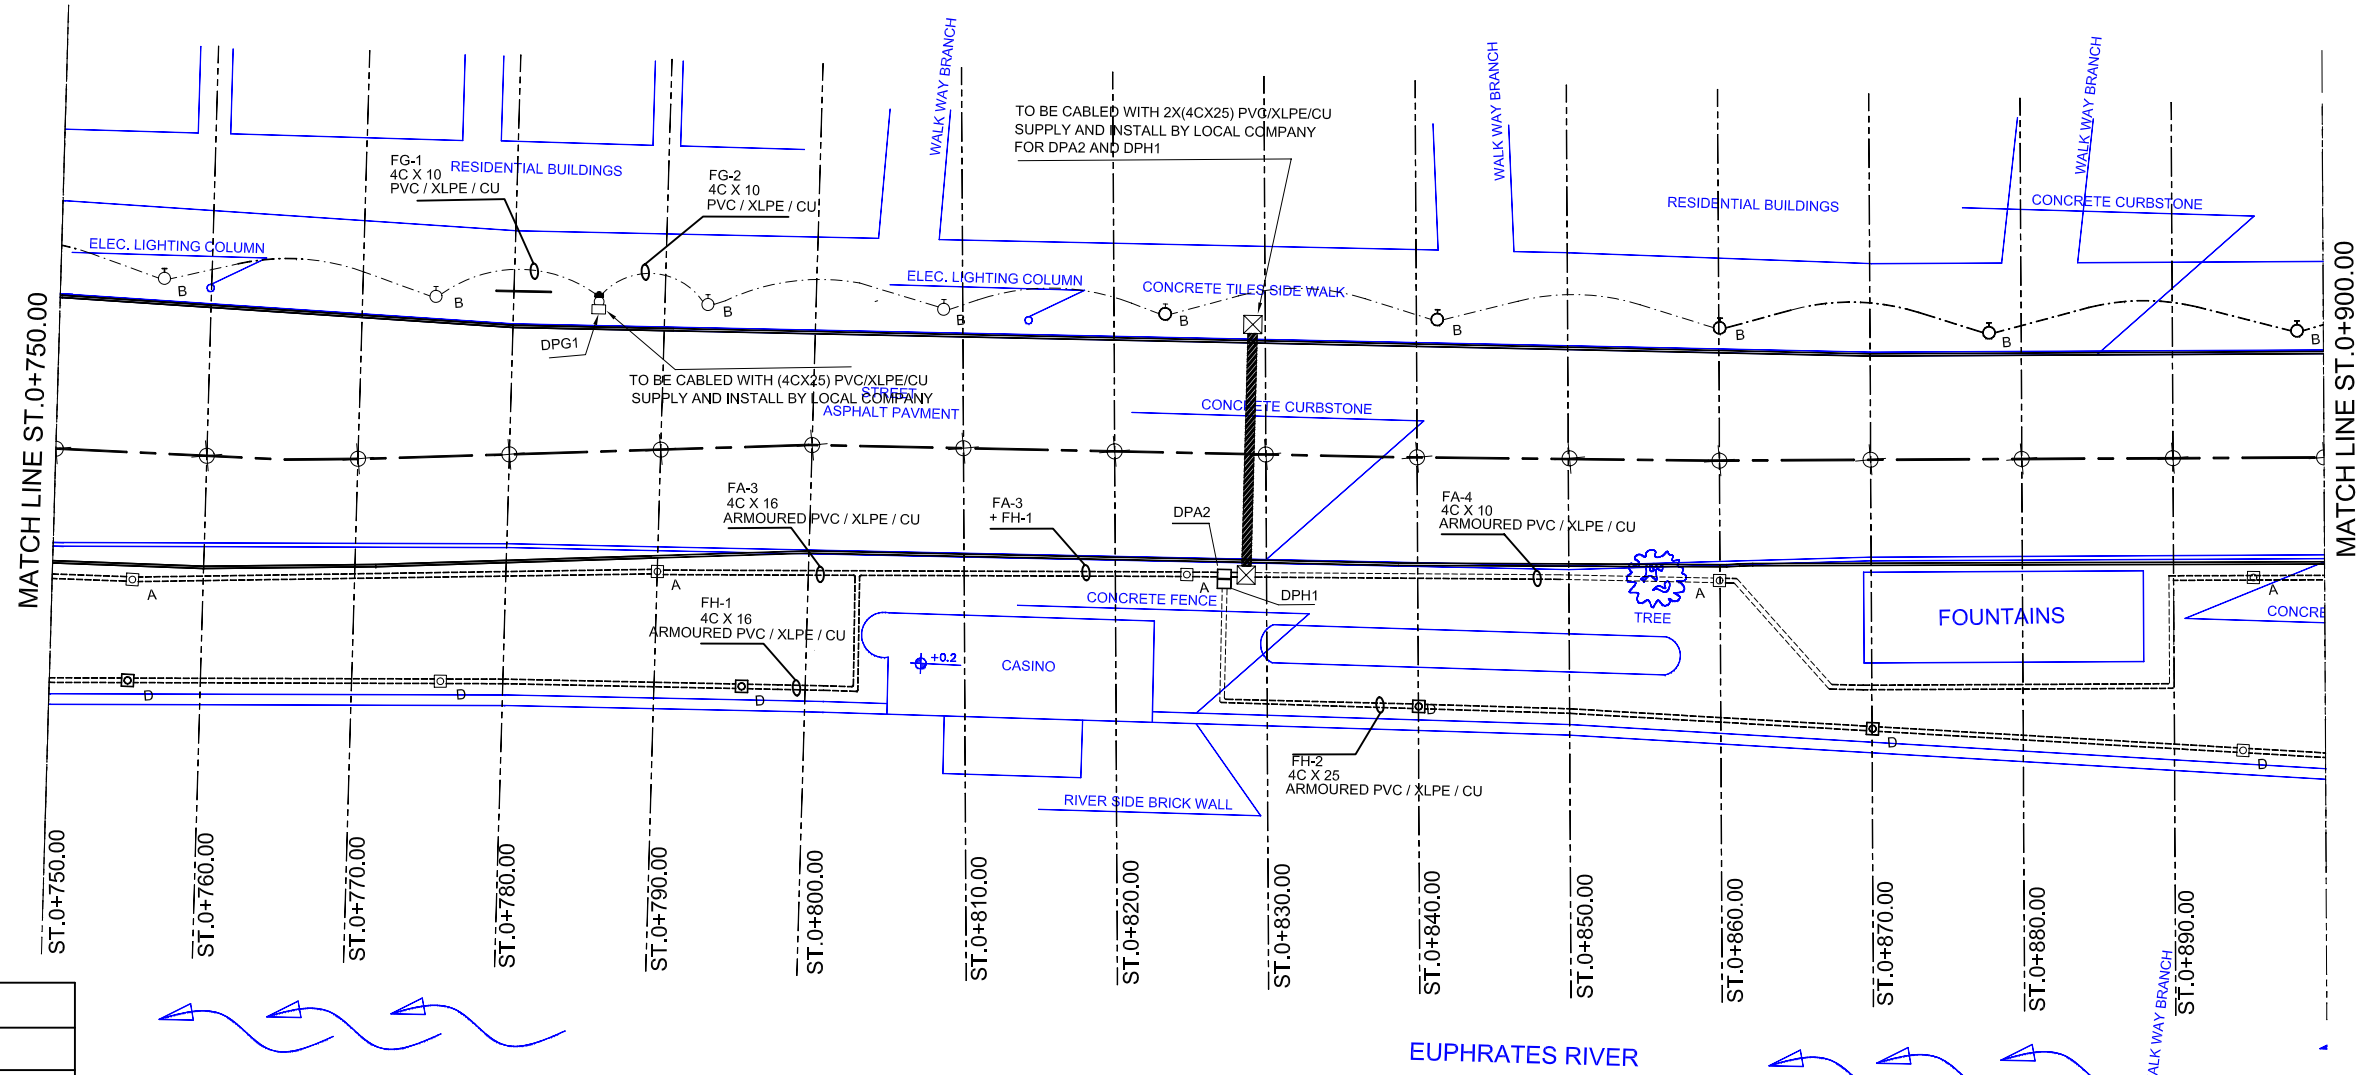 WALK WAY BRANCH
WALK WAY BRANCH
WALK WAY BRANCH
TO BE CABLED WITH 2X(4CX25) PVC/XLPE/CU
SUPPLY AND INSTALL BY LOCAL COMPANY
FOR DPA2 AND DPH1
FG-1
4C X 10
PVC / XLPE / CU
RESIDENTIAL BUILDINGS
FG-2
4C X 10
PVC / XLPE / CU
RESIDENTIAL BUILDINGS
CONCRETE CURBSTONE
ELEC. LIGHTING COLUMN
ELEC. LIGHTING COLUMN
CONCRETE TILES SIDE WALK
B
B
B
B
B
B
B
B
B
MATCH LINE ST.0+750.00
MATCH LINE ST.0+900.00
DPG1
TO BE CABLED WITH (4CX25) PVC/XLPE/CU
SUPPLY AND INSTALL BY LOCAL COMPANY
STREET
ASPHALT PAVMENT
CONCRETE CURBSTONE
FA-3
4C X 16
ARMOURED PVC / XLPE / CU
FA-3
+ FH-1
DPA2
FA-4
4C X 10
ARMOURED PVC / XLPE / CU
A
A
A
A
A
FH-1
4C X 16
ARMOURED PVC / XLPE / CU
CONCRETE FENCE
DPH1
TREE
FOUNTAINS
CONCRE
+0.2
CASINO
D
D
D
D
D
D
FH-2
4C X 25
ARMOURED PVC / XLPE / CU
RIVER SIDE BRICK WALL
ST.0+750.00
ST.0+760.00
ST.0+770.00
ST.0+780.00
ST.0+790.00
ST.0+800.00
ST.0+810.00
ST.0+820.00
ST.0+830.00
ST.0+840.00
ST.0+850.00
ST.0+860.00
ST.0+870.00
ST.0+880.00
ST.0+890.00
ALK WAY BRANCH
EUPHRATES RIVER